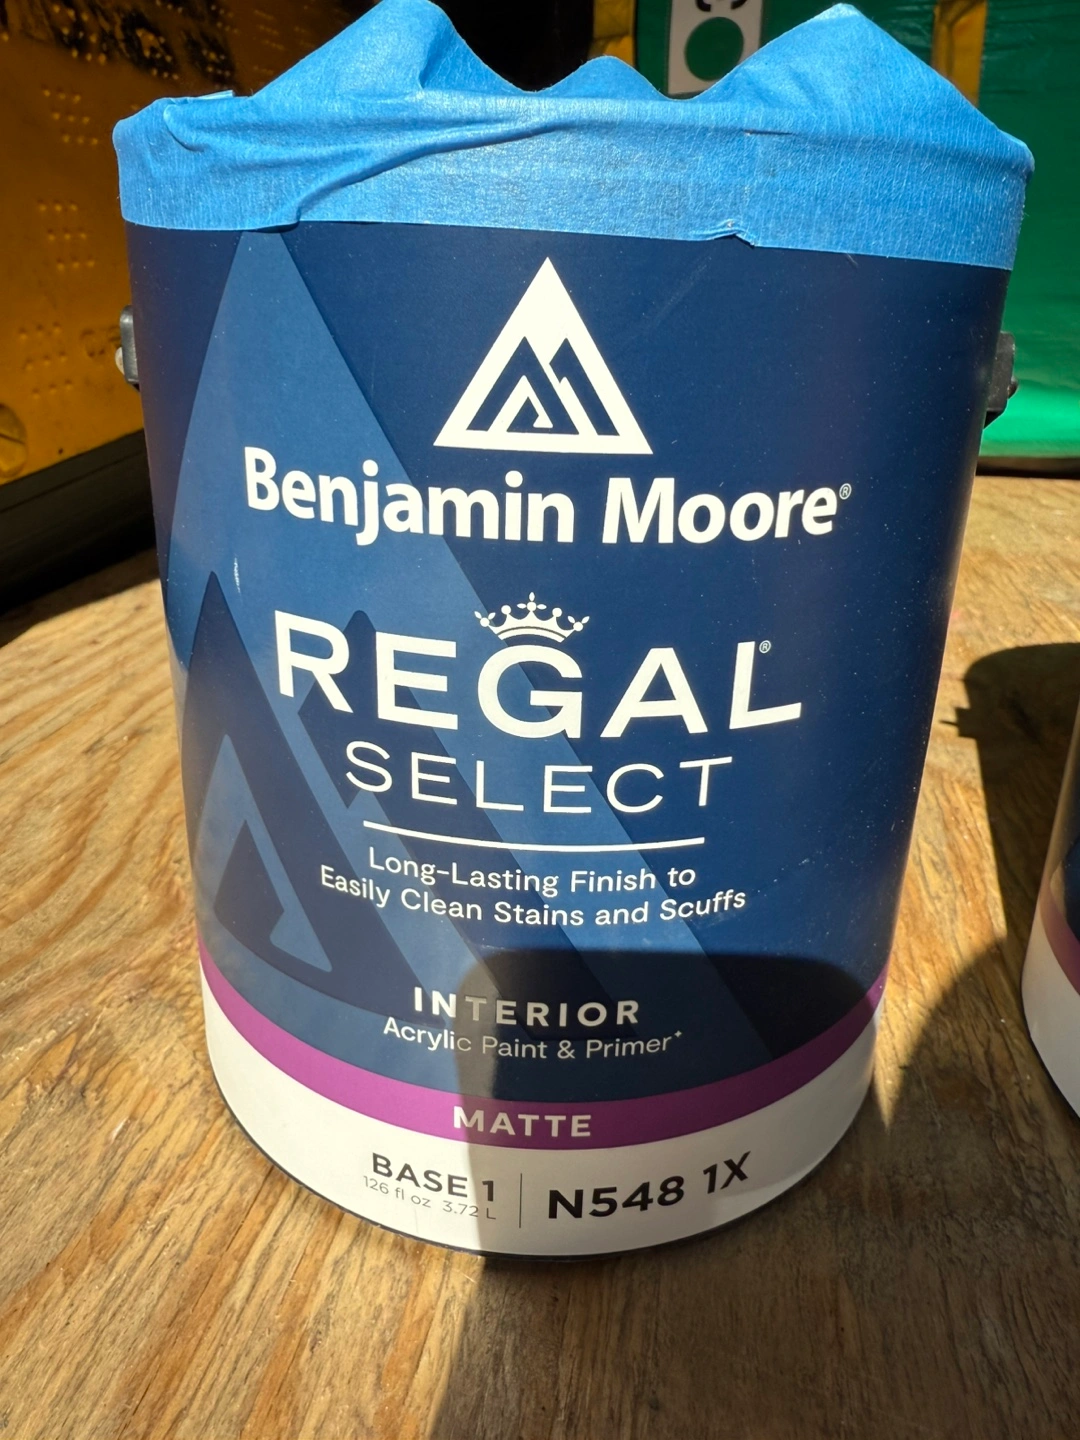 Benjamin Moore®
REGAL®
SELECT
Long-Lasting Finish to
Easily Clean Stains and Scuffs
INTERIOR
Acrylic Paint & Primer*
MATTE
BASE 1
126 fl oz 3.72 L
N548 1X